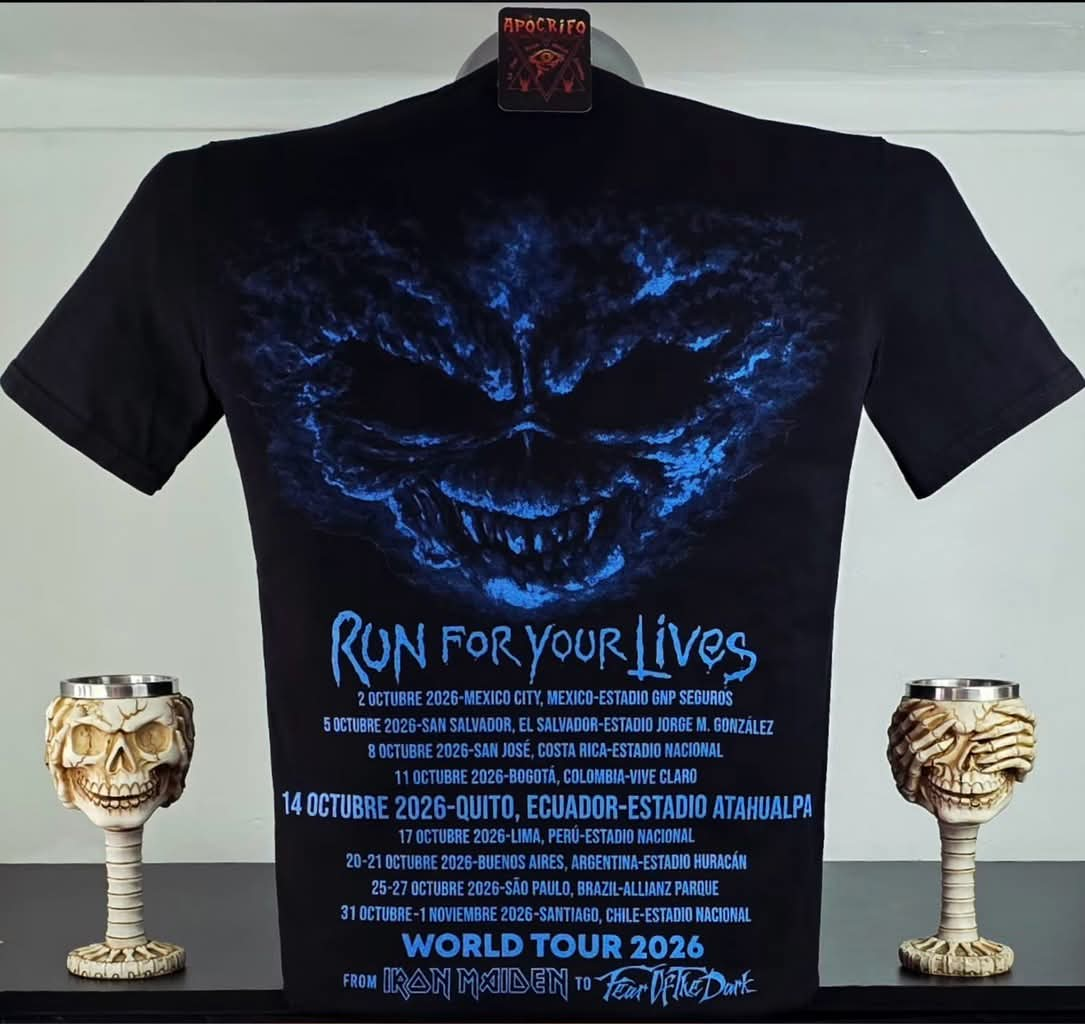 APÓCRIFO
RUN FOR YOUR LIVES
2 OCTUBRE 2026-MEXICO CITY, MEXICO-ESTADIO GNP SEGUROS
5 OCTUBRE 2026-SAN SALVADOR, EL SALVADOR-ESTADIO JORGE M. GONZÁLEZ
8 OCTUBRE 2026-SAN JOSÉ, COSTA RICA-ESTADIO NACIONAL
11 OCTUBRE 2026-BOGOTÁ, COLOMBIA-VIVE CLARO
14 OCTUBRE 2026-QUITO, ECUADOR-ESTADIO ATAHUALPA
17 OCTUBRE 2026-LIMA, PERÚ-ESTADIO NACIONAL
20-21 OCTUBRE 2026-BUENOS AIRES, ARGENTINA-ESTADIO HURACÁN
25-27 OCTUBRE 2026-SÃO PAULO, BRAZIL-ALLIANZ PARQUE
31 OCTUBRE-1 NOVIEMBRE 2026-SANTIAGO, CHILE-ESTADIO NACIONAL
WORLD TOUR 2026
FROM IRON MAIDEN TO Fear Of The Dark